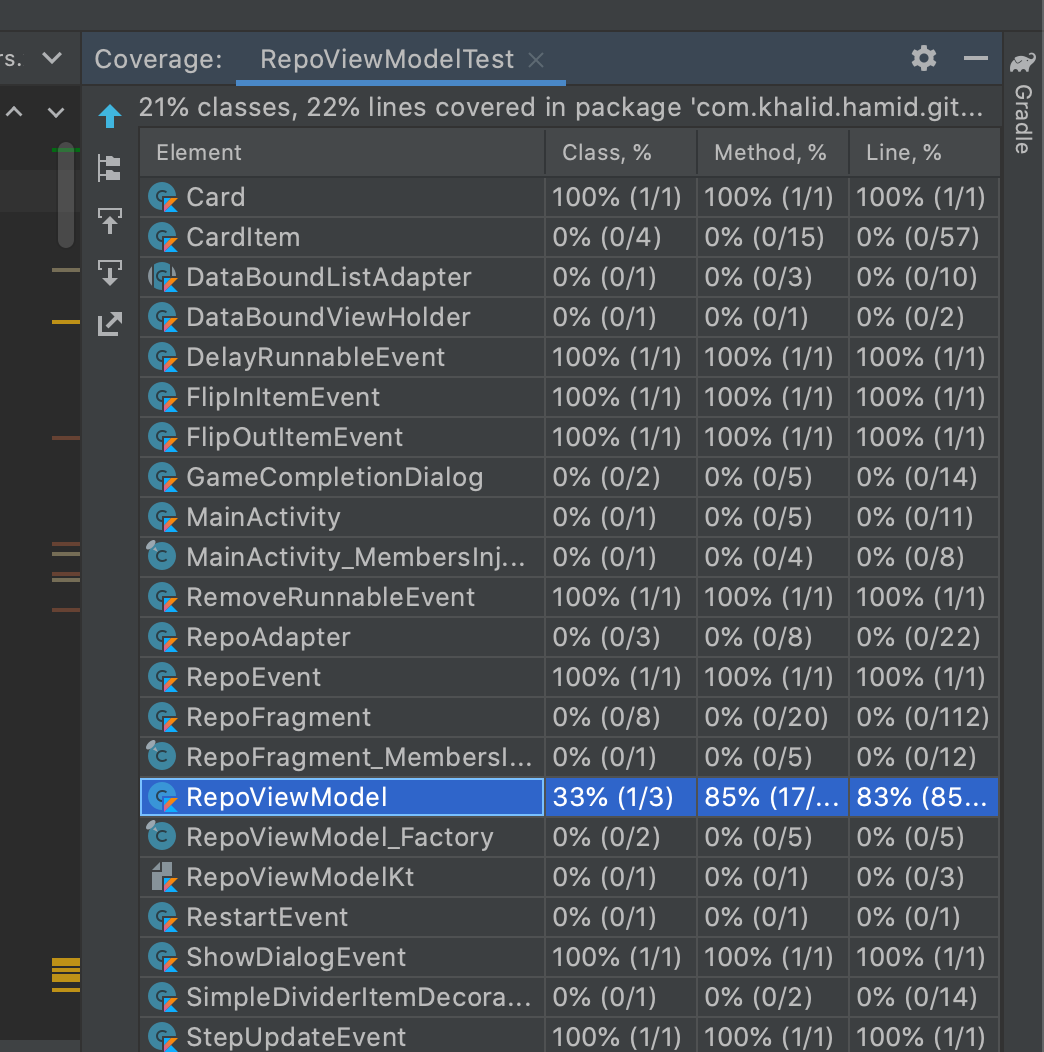 rs.
Coverage: RepoViewModelTest
21% classes, 22% lines covered in package 'com.khalid.hamid.git...
Element Class, % Method, % Line, %
Card 100% (1/1) 100% (1/1) 100% (1/1)
CardItem 0% (0/4) 0% (0/15) 0% (0/57)
DataBoundListAdapter 0% (0/1) 0% (0/3) 0% (0/10)
DataBoundViewHolder 0% (0/1) 0% (0/1) 0% (0/2)
DelayRunnableEvent 100% (1/1) 100% (1/1) 100% (1/1)
FlipInItemEvent 100% (1/1) 100% (1/1) 100% (1/1)
FlipOutItemEvent 100% (1/1) 100% (1/1) 100% (1/1)
GameCompletionDialog 0% (0/2) 0% (0/5) 0% (0/14)
MainActivity 0% (0/1) 0% (0/5) 0% (0/11)
MainActivity_MembersInj... 0% (0/1) 0% (0/4) 0% (0/8)
RemoveRunnableEvent 100% (1/1) 100% (1/1) 100% (1/1)
RepoAdapter 0% (0/3) 0% (0/8) 0% (0/22)
RepoEvent 100% (1/1) 100% (1/1) 100% (1/1)
RepoFragment 0% (0/8) 0% (0/20) 0% (0/112)
RepoFragment_MembersI... 0% (0/1) 0% (0/5) 0% (0/12)
RepoViewModel 33% (1/3) 85% (17/... 83% (85...
RepoViewModel_Factory 0% (0/2) 0% (0/5) 0% (0/5)
RepoViewModelKt 0% (0/1) 0% (0/1) 0% (0/3)
RestartEvent 0% (0/1) 0% (0/1) 0% (0/1)
ShowDialogEvent 100% (1/1) 100% (1/1) 100% (1/1)
SimpleDividerItemDecora... 0% (0/1) 0% (0/2) 0% (0/14)
StepUpdateEvent 100% (1/1) 100% (1/1) 100% (1/1)
Gradle